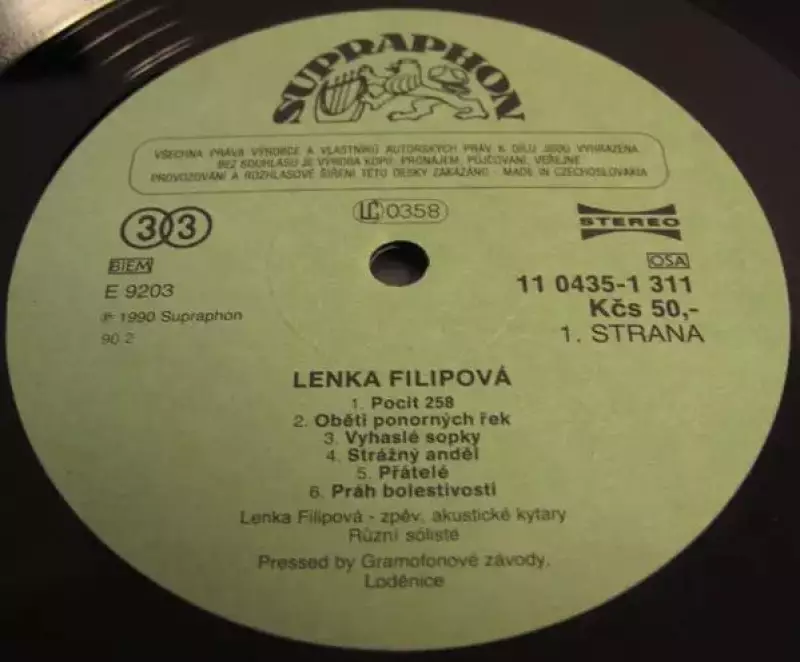 SUPRAPHON
VŠECHNA PRÁVA VÝROBCE A VLASTNÍKŮ AUTORSKÝCH PRÁV K DÍLU JSOU VYHRAZENA
BEZ SOUHLASU JE VÝROBA KOPIÍ, PRONÁJEM, PŮJČOVÁNÍ, VEŘEJNÉ
PROVOZOVÁNÍ A ROZHLASOVÉ ŠÍŘENÍ TÉTO DESKY ZAKÁZÁNO - MADE IN CZECHOSLOVAKIA
33
LC 0358
STEREO
BIEM
OSA
E 9203
11 0435-1 311
℗ 1990 Supraphon
Kčs 50,-
90 2
1. STRANA
LENKA FILIPOVÁ
1. Pocit 258
2. Oběti ponorných řek
3. Vyhaslé sopky
4. Strážný anděl
5. Přátelé
6. Práh bolestivosti
Lenka Filipová - zpěv, akustické kytary
Různí sólisté
Pressed by Gramofonové závody,
Loděnice